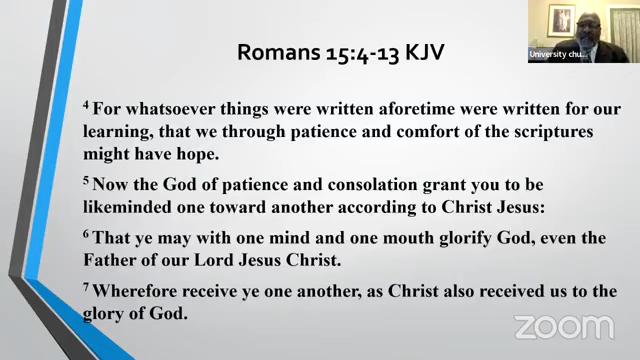 Romans 15:4-13 KJV
University chu...
4 For whatsoever things were written aforetime were written for our
learning, that we through patience and comfort of the scriptures
might have hope.
5 Now the God of patience and consolation grant you to be
likeminded one toward another according to Christ Jesus:
6 That ye may with one mind and one mouth glorify God, even the
Father of our Lord Jesus Christ.
7 Wherefore receive ye one another, as Christ also received us to the
glory of God.
zoom